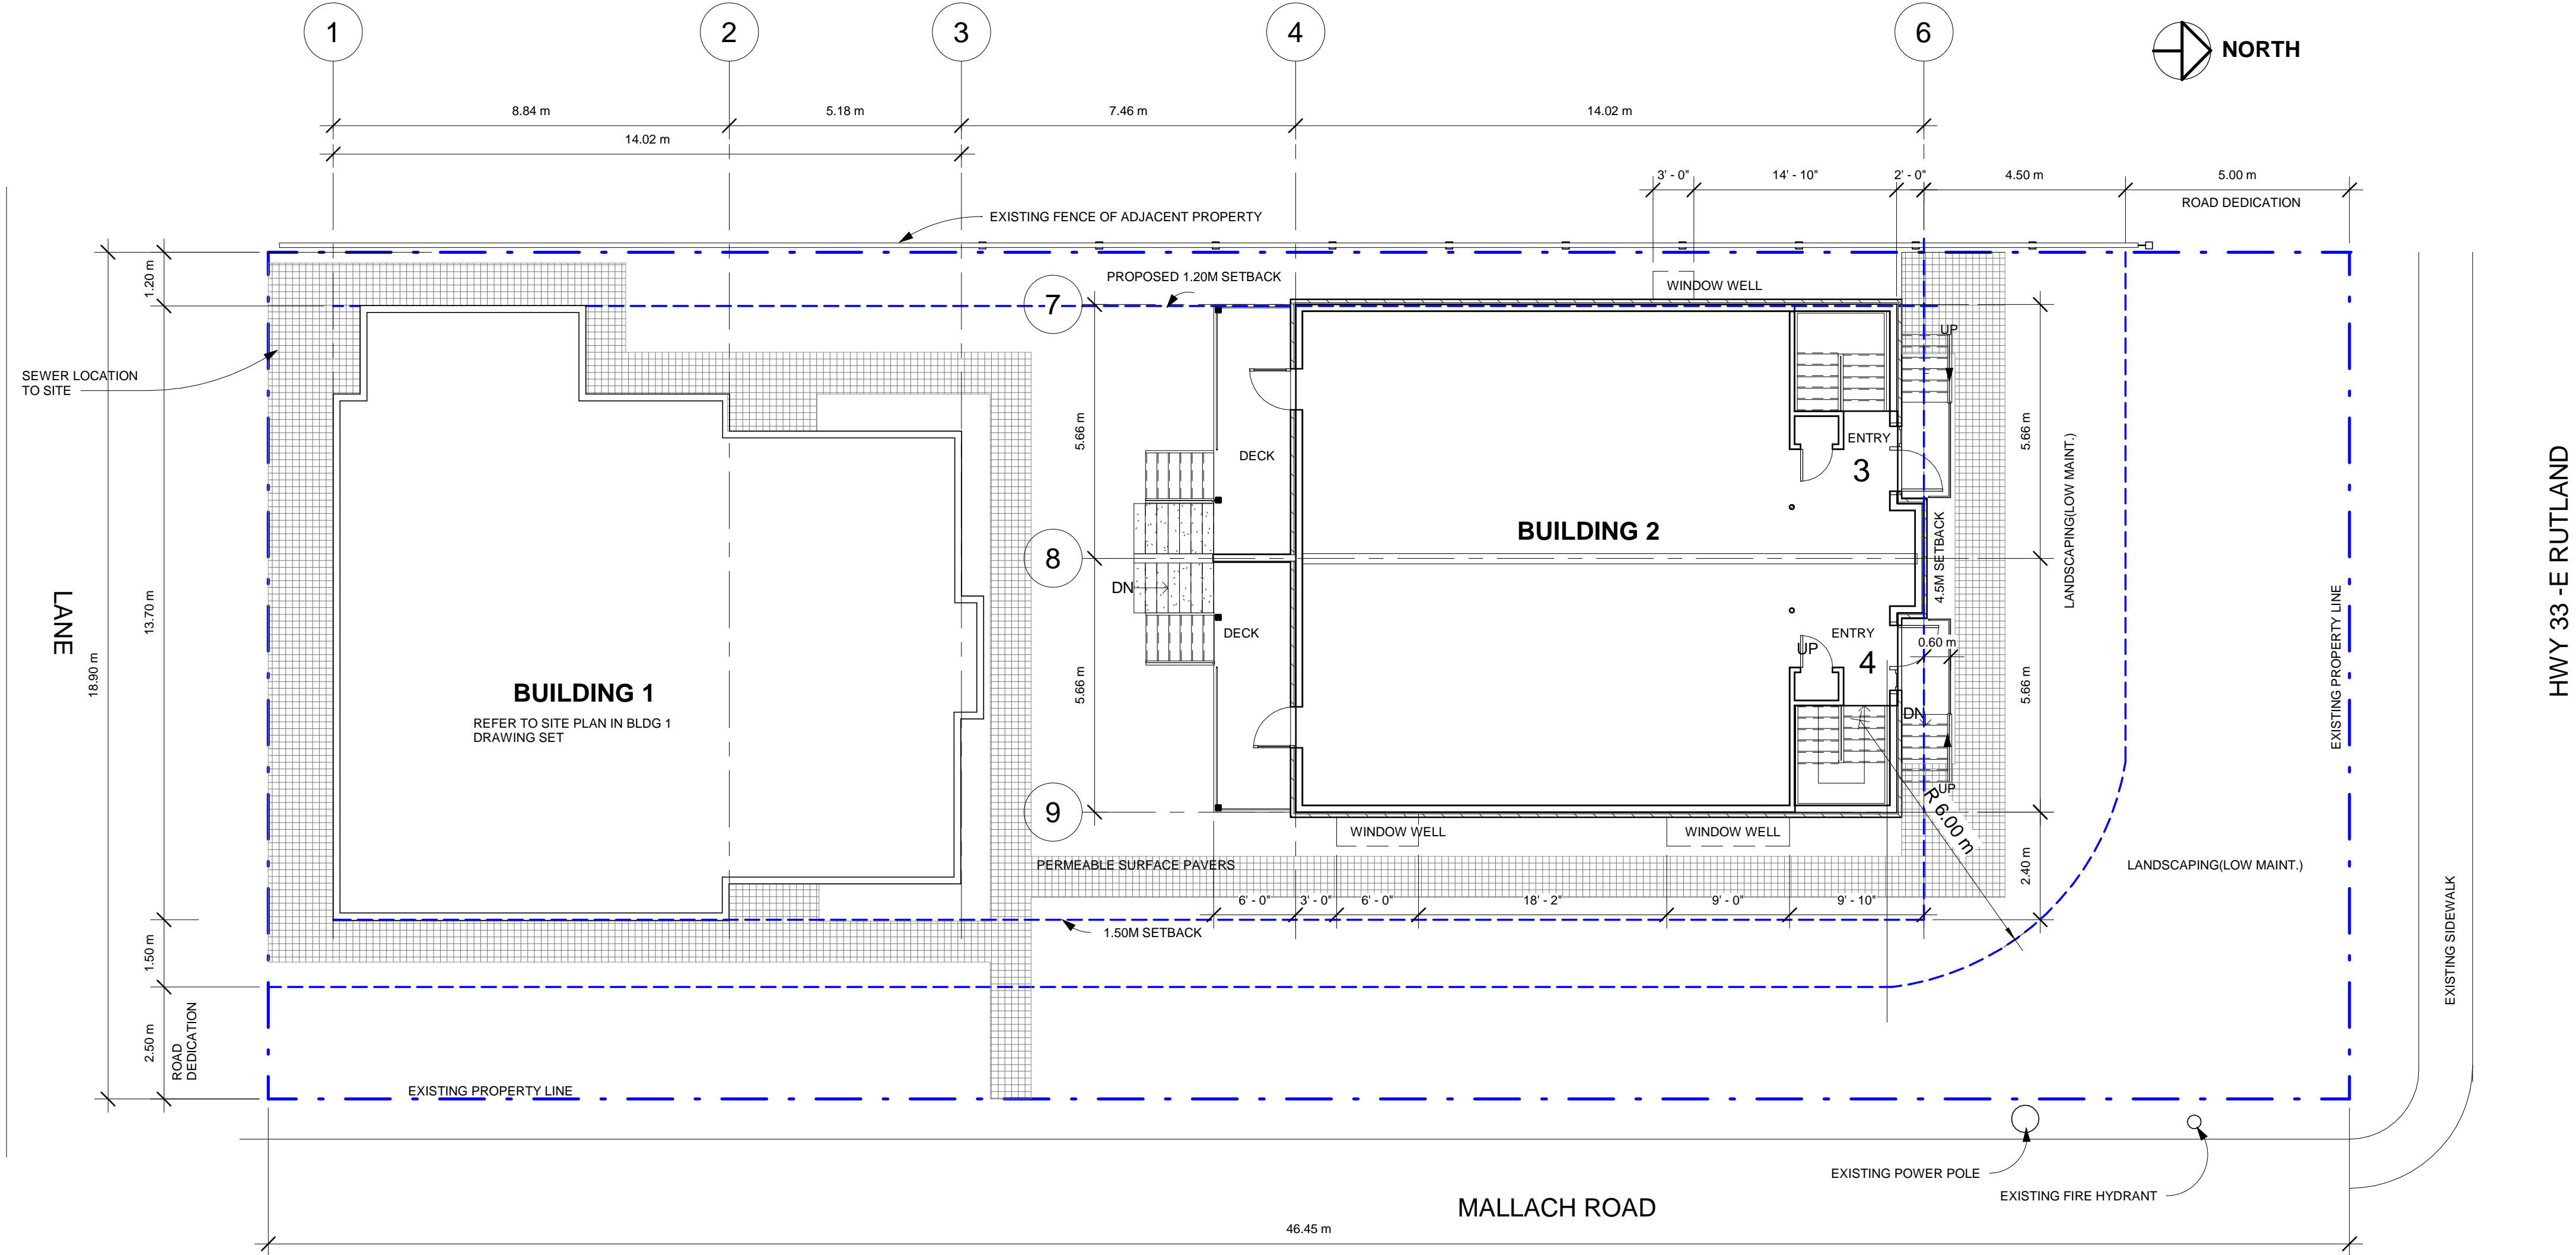 1
2
3
4
6
NORTH
8.84 m
5.18 m
7.46 m
14.02 m
14.02 m
3' - 0"
14' - 10"
2' - 0"
4.50 m
5.00 m
ROAD DEDICATION
EXISTING FENCE OF ADJACENT PROPERTY
1.20 m
PROPOSED 1.20M SETBACK
7
WINDOW WELL
UP
SEWER LOCATION
TO SITE
5.66 m
DECK
ENTRY
3
5.66 m
LANDSCAPING(LOW MAINT.)
HWY 33 -E RUTLAND
BUILDING 2
8
4.5M SETBACK
DN
LANE
13.70 m
18.90 m
DECK
ENTRY
UP
4
0.60 m
EXISTING PROPERTY LINE
5.66 m
5.66 m
BUILDING 1
REFER TO SITE PLAN IN BLDG 1
DRAWING SET
DN
UP
R 6.00 m
9
WINDOW WELL
WINDOW WELL
PERMEABLE SURFACE PAVERS
2.40 m
LANDSCAPING(LOW MAINT.)
6' - 0"
3' - 0"
6' - 0"
18' - 2"
9' - 0"
9' - 10"
1.50M SETBACK
1.50 m
EXISTING SIDEWALK
2.50 m
ROAD
DEDICATION
EXISTING PROPERTY LINE
EXISTING POWER POLE
EXISTING FIRE HYDRANT
MALLACH ROAD
46.45 m